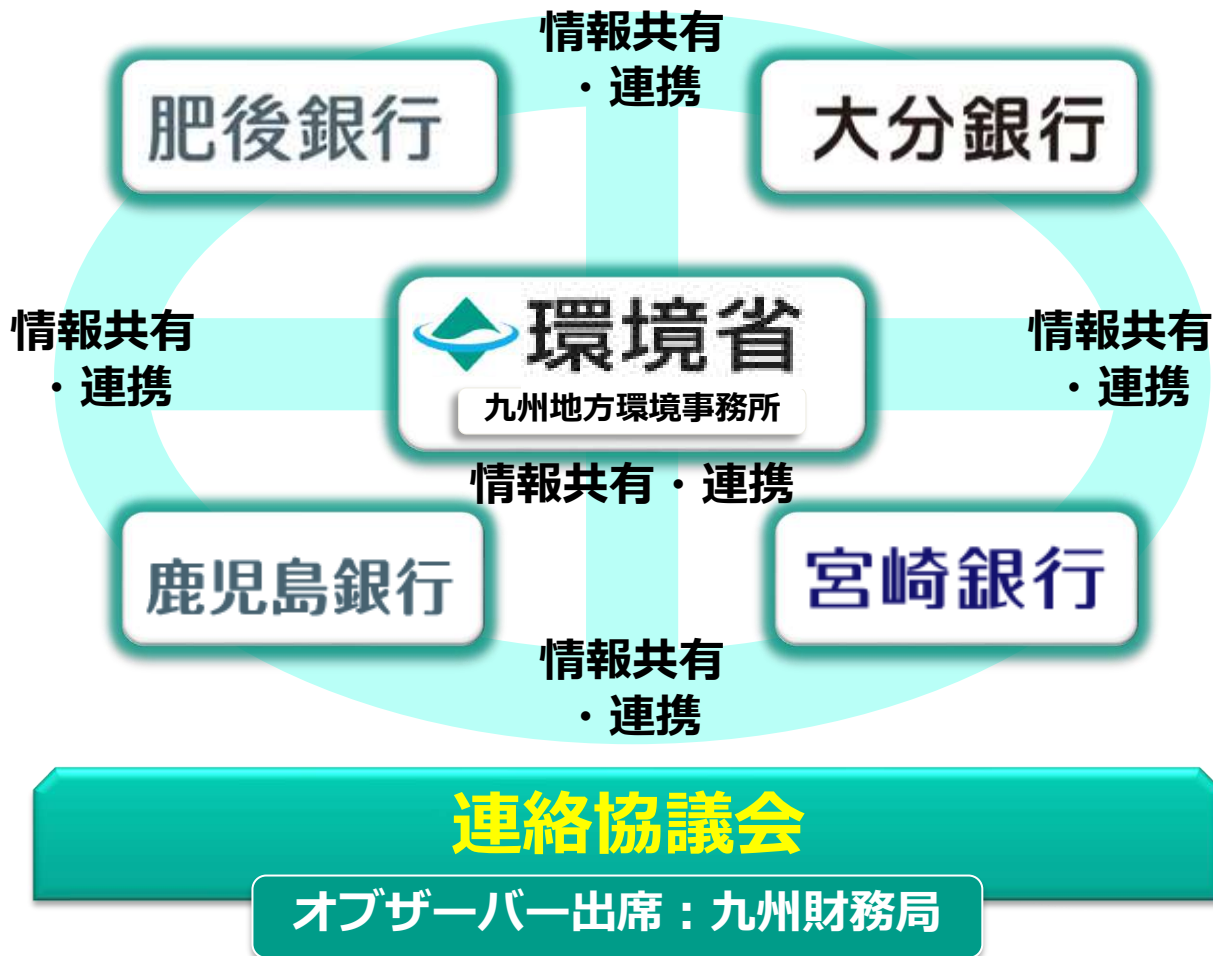 情報共有
・連携
肥後銀行
大分銀行
環境省
九州地方環境事務所
情報共有
・連携
情報共有
・連携
情報共有・連携
鹿児島銀行
宮崎銀行
情報共有
・連携
連絡協議会
オブザーバー出席：九州財務局